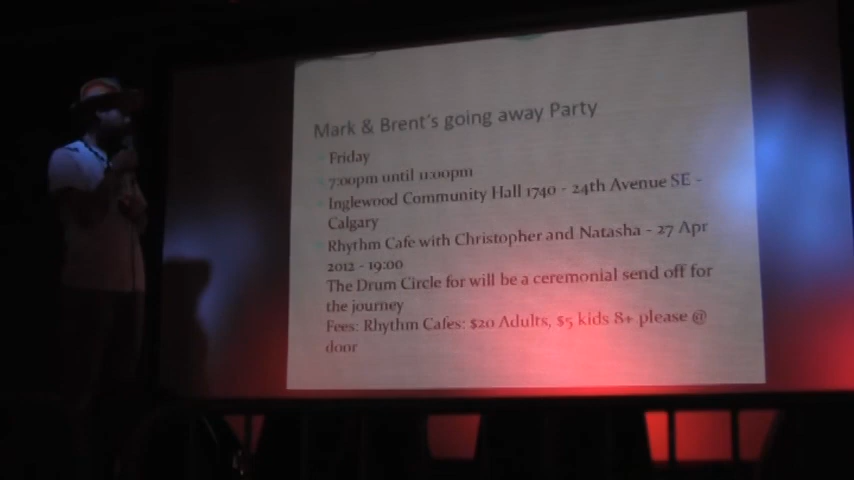 Mark & Brent's going away Party
Friday
7:00pm until 11:00pm
Inglewood Community Hall 1740 - 24th Avenue SE -
Calgary
Rhythm Cafe with Christopher and Natasha - 27 Apr
2012 - 19:00
The Drum Circle for will be a ceremonial send off for
the journey
Fees: Rhythm Cafes: $20 Adults, $5 kids 8+ please @
door